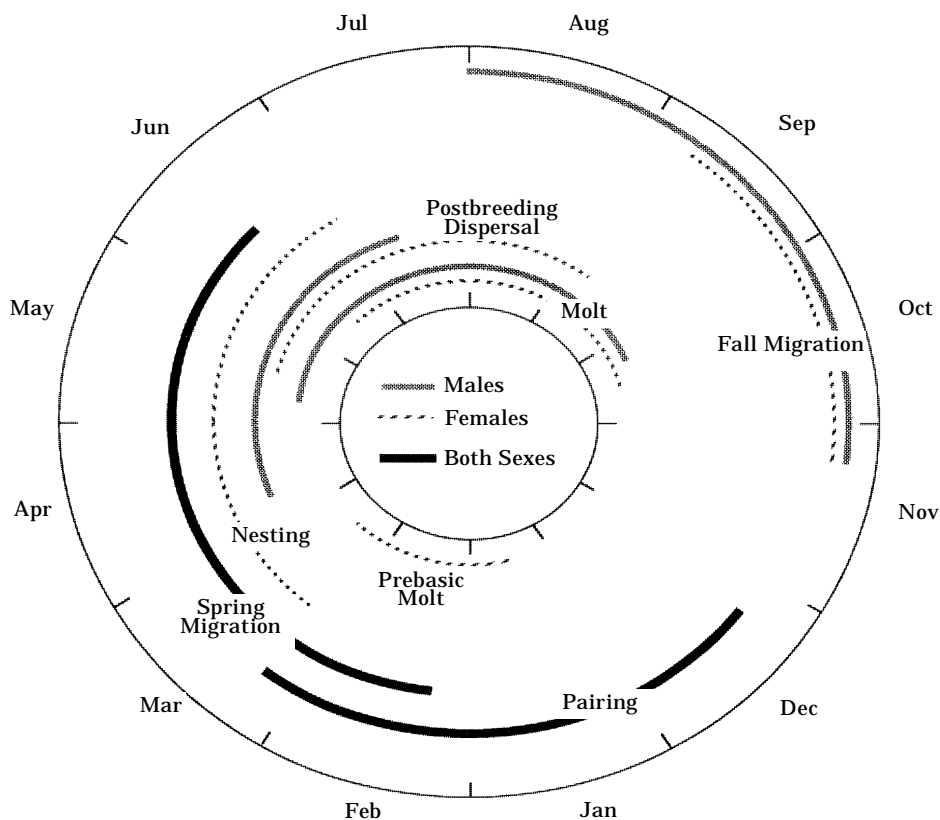 Jul
Aug
Jun
Sep
Postbreeding
Dispersal
May
Oct
Molt
Fall Migration
Males
Females
Both Sexes
Apr
Nov
Nesting
Prebasic
Molt
Spring
Migration
Pairing
Mar
Dec
Feb
Jan